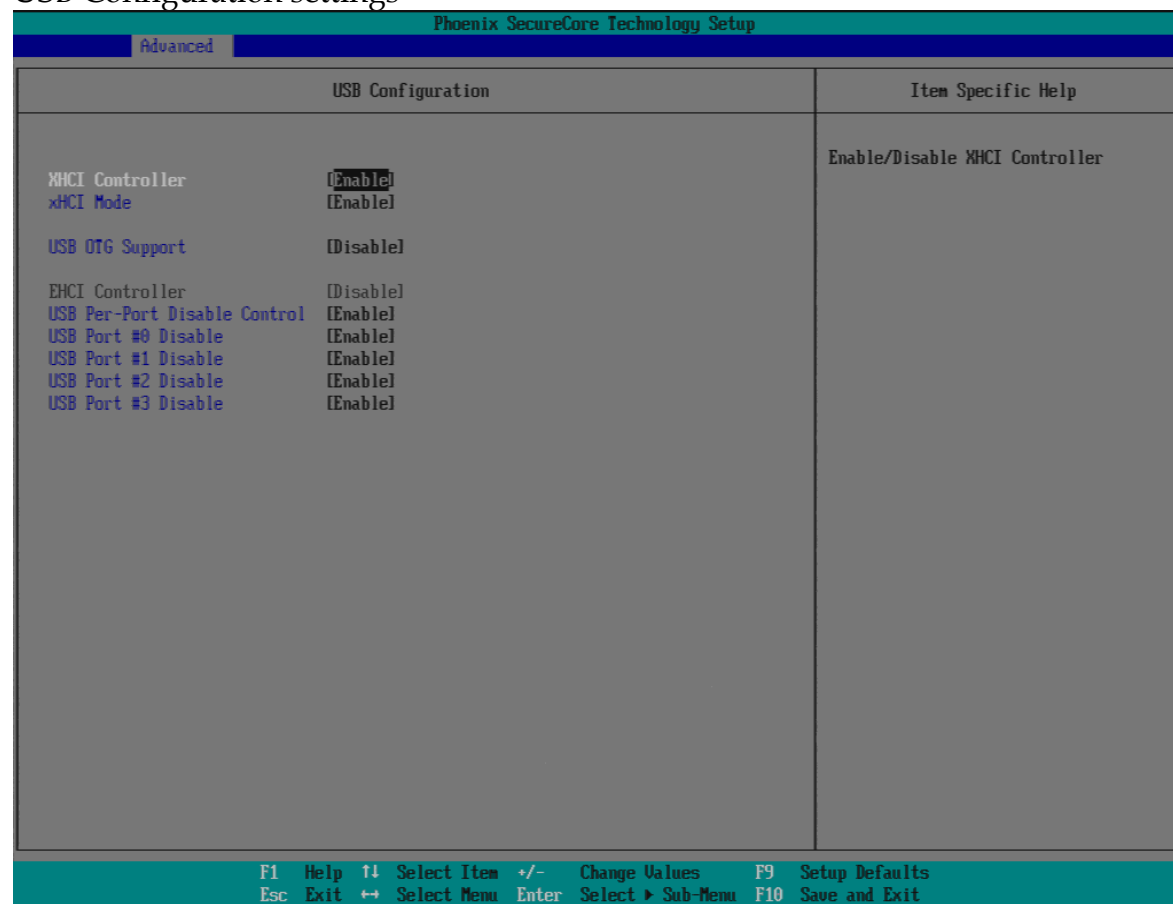 USB Configuration settings
Phoenix SecureCore Technology Setup
Advanced
USB Configuration
Item Specific Help
XHCI Controller [Enable]
xHCI Mode [Enable]
USB OTG Support [Disable]
EHCI Controller [Disable]
USB Per-Port Disable Control [Enable]
USB Port #0 Disable [Enable]
USB Port #1 Disable [Enable]
USB Port #2 Disable [Enable]
USB Port #3 Disable [Enable]
Enable/Disable XHCI Controller
F1 Help ↑↓ Select Item +/- Change Values F9 Setup Defaults
Esc Exit ↔ Select Menu Enter Select ▶ Sub-Menu F10 Save and Exit